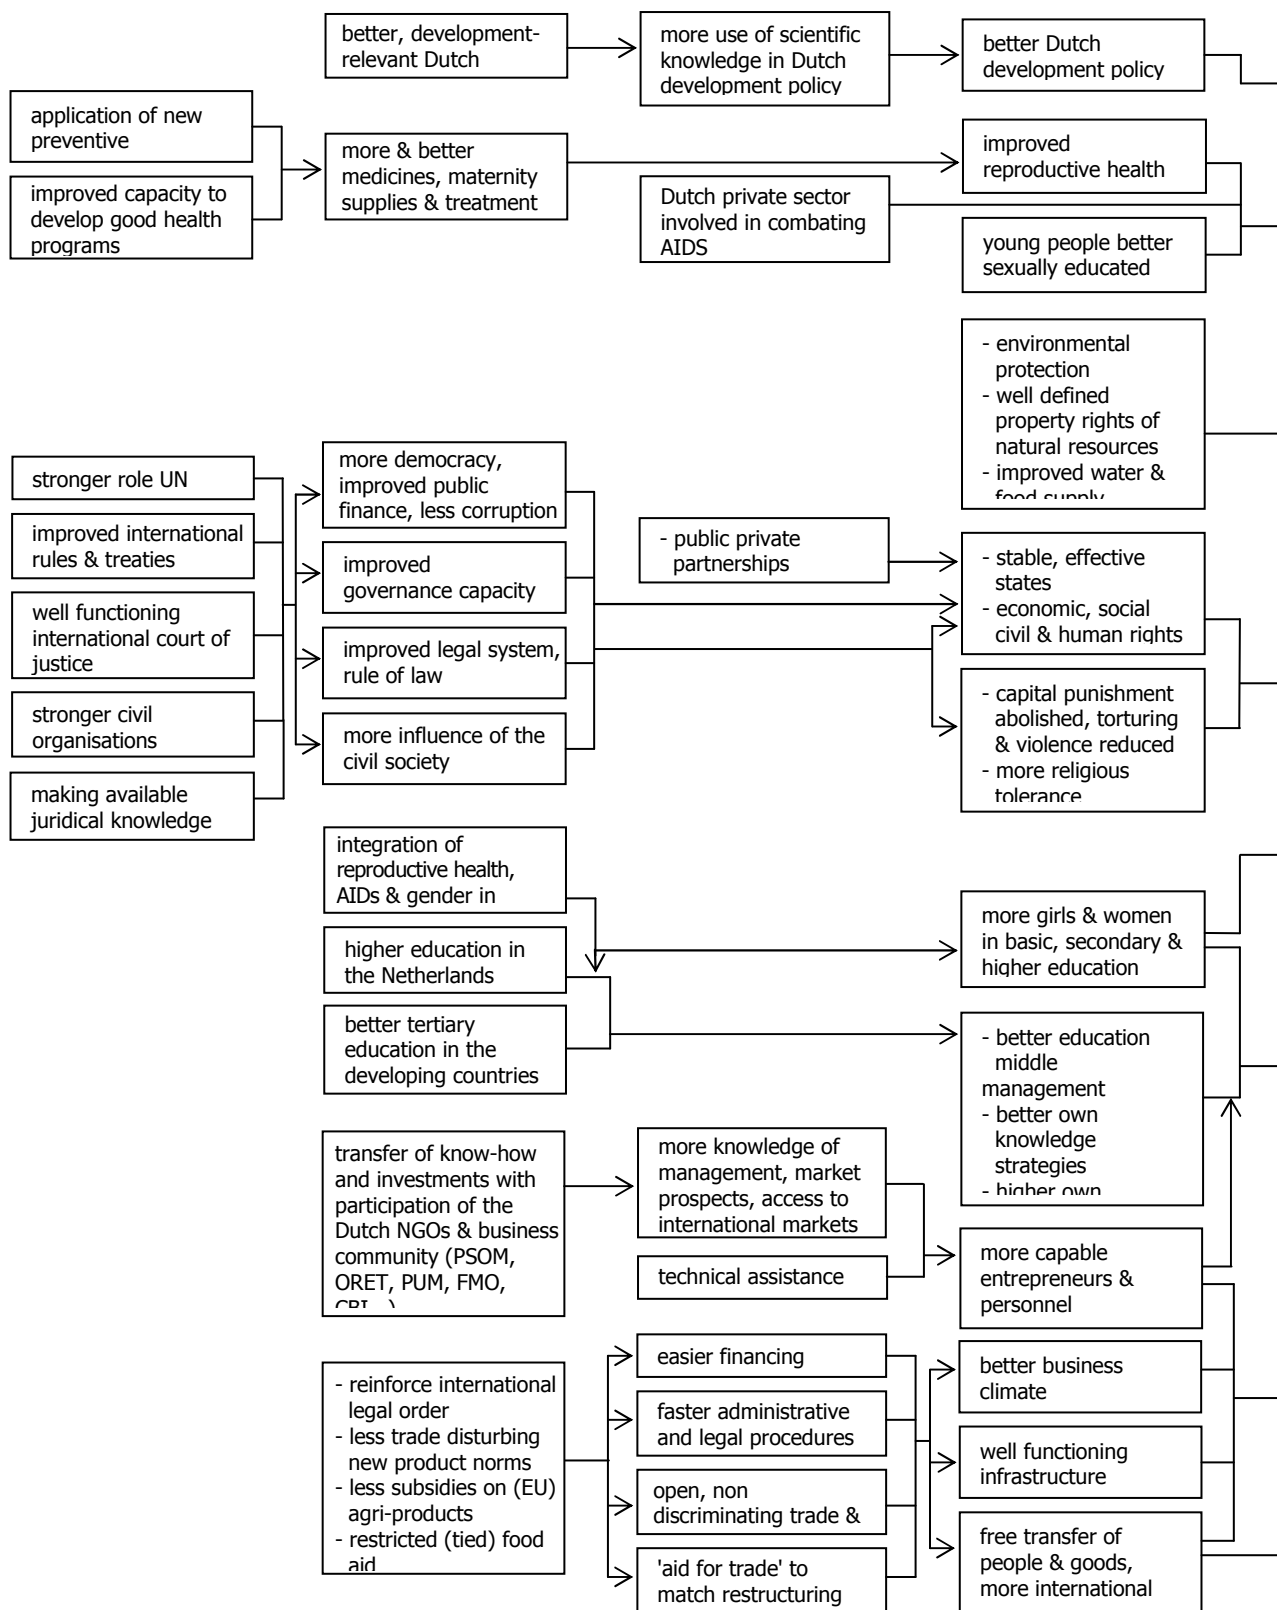 better, development-
relevant Dutch
more use of scientific
knowledge in Dutch
development policy
better Dutch
development policy
application of new
preventive
improved capacity to
develop good health
programs
more & better
medicines, maternity
supplies & treatment
Dutch private sector
involved in combating
AIDS
improved
reproductive health
young people better
sexually educated
- environmental
protection
- well defined
property rights of
natural resources
- improved water &
food supply
stronger role UN
improved international
rules & treaties
well functioning
international court of
justice
stronger civil
organisations
making available
juridical knowledge
more democracy,
improved public
finance, less corruption
improved
governance capacity
improved legal system,
rule of law
more influence of the
civil society
- public private
partnerships
- stable, effective
states
- economic, social
civil & human rights
- capital punishment
abolished, torturing
& violence reduced
- more religious
tolerance
integration of
reproductive health,
AIDs & gender in
higher education in
the Netherlands
better tertiary
education in the
developing countries
more girls & women
in basic, secondary &
higher education
- better education
middle
management
- better own
knowledge
strategies
- higher own
transfer of know-how
and investments with
participation of the
Dutch NGOs & business
community (PSOM,
ORET, PUM, FMO,
CBI...)
more knowledge of
management, market
prospects, access to
international markets
technical assistance
more capable
entrepreneurs &
personnel
- reinforce international
legal order
- less trade disturbing
new product norms
- less subsidies on (EU)
agri-products
- restricted (tied) food
aid
easier financing
faster administrative
and legal procedures
open, non
discriminating trade &
'aid for trade' to
match restructuring
better business
climate
well functioning
infrastructure
free transfer of
people & goods,
more international